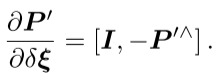 ∂P′/∂δξ = [I, −P′^∧].